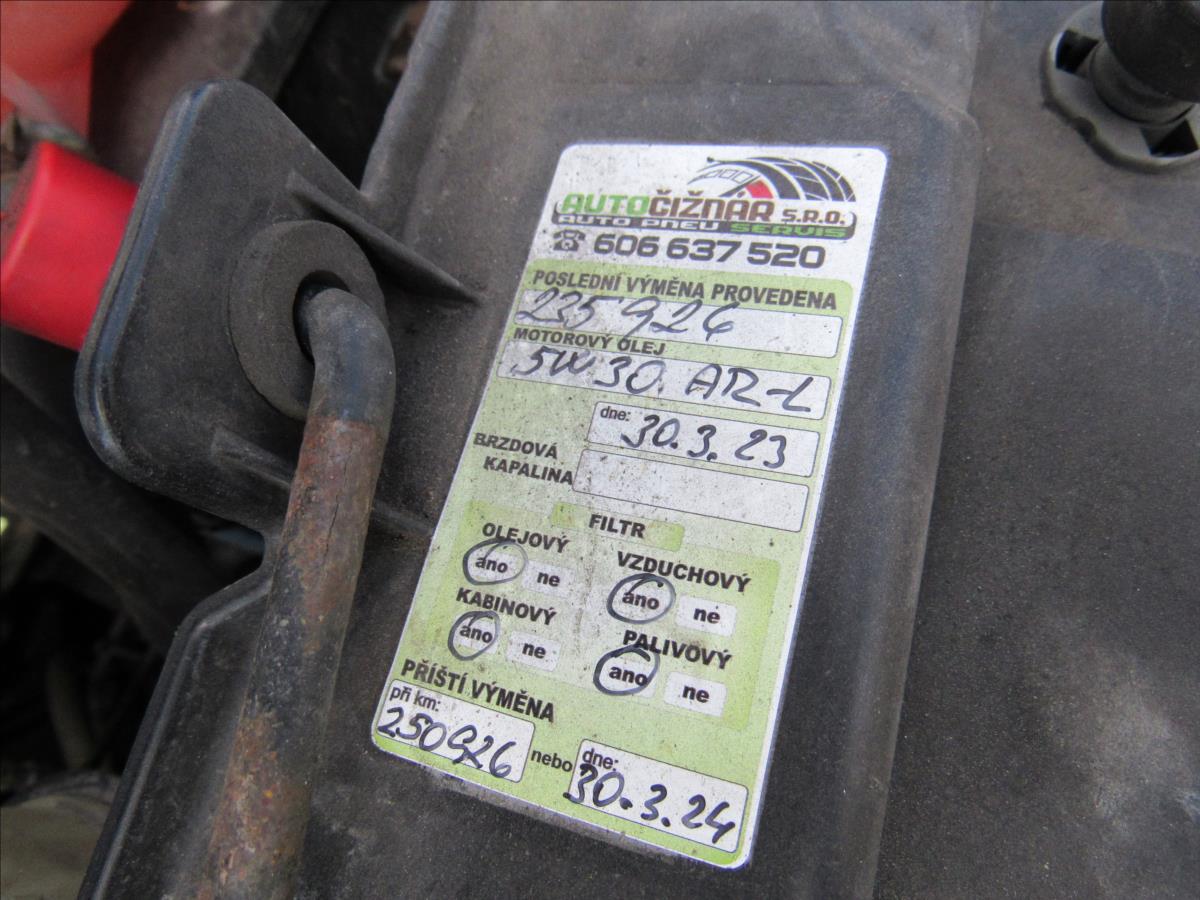 AUTOČIŽNÁR S.R.O.
AUTO PNEU SERVIS
☎ 606 637 520
POSLEDNÍ VÝMĚNA PROVEDENA
235 926
MOTOROVÝ OLEJ
5W30. AR-L
dne: 30.3.23
BRZDOVÁ
KAPALINA
FILTR
OLEJOVÝ
ano ne
VZDUCHOVÝ
ano ne
KABINOVÝ
ano ne
PALIVOVÝ
ano ne
PŘÍŠTÍ VÝMĚNA
při km:
250926 nebo dne:
30.3.24